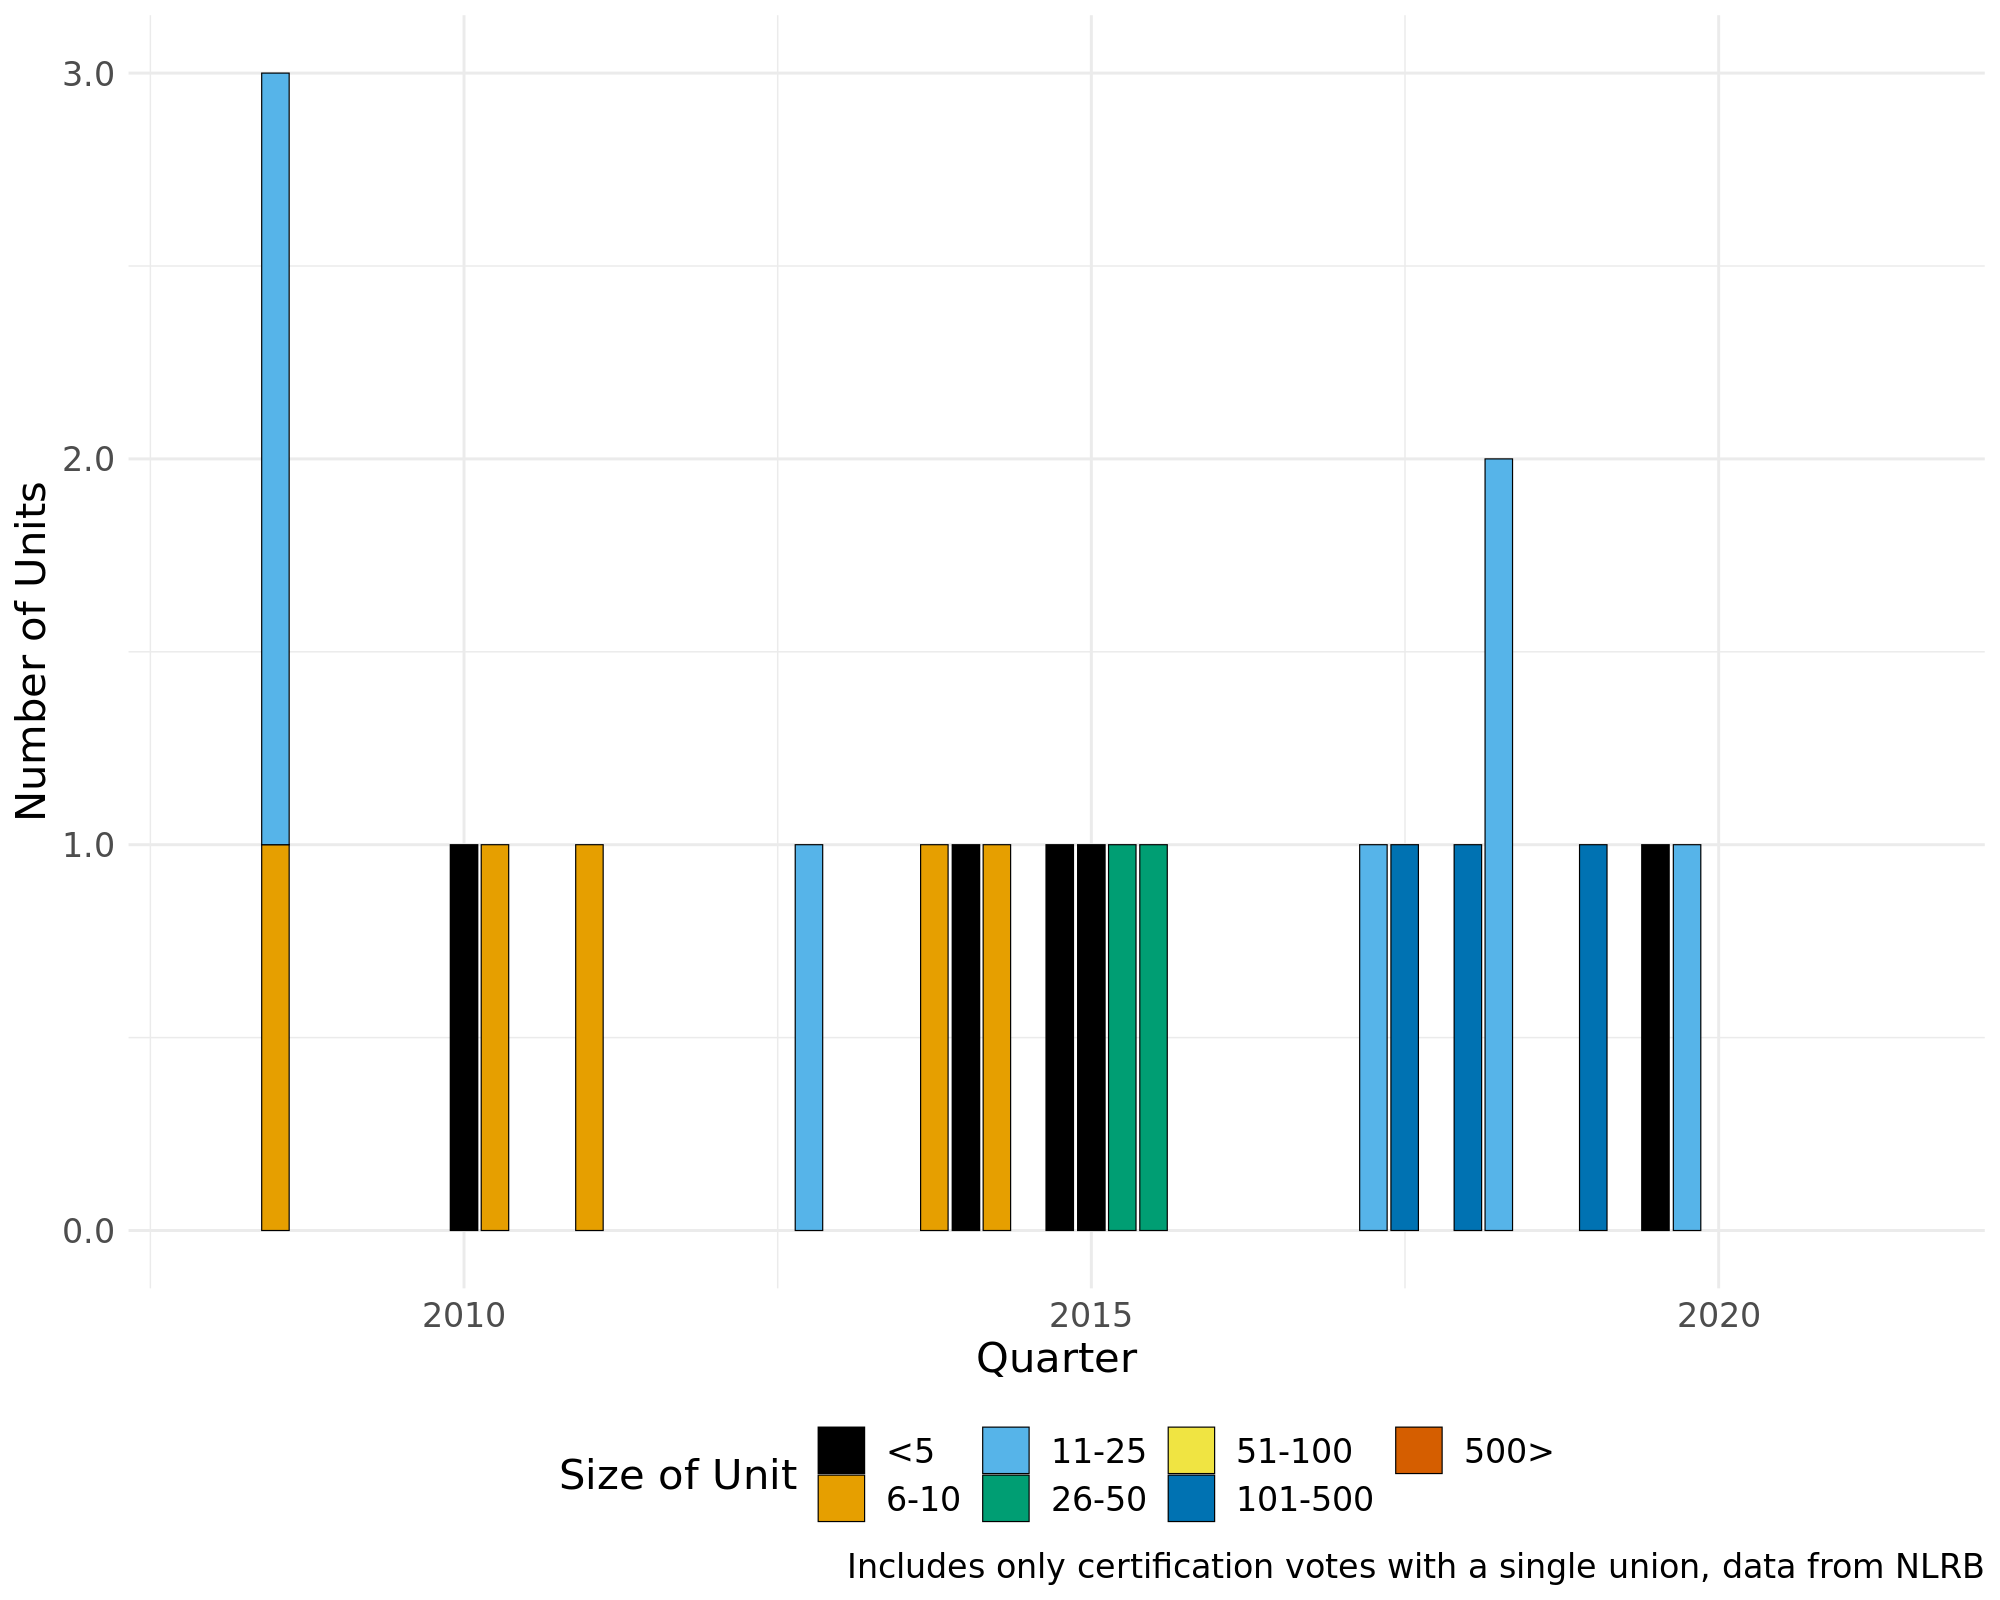 3.0
2.0
1.0
0.0
Number of Units
2010 2015 2020
Quarter
Size of Unit
<5 11-25 51-100 500>
6-10 26-50 101-500
Includes only certification votes with a single union, data from NLRB